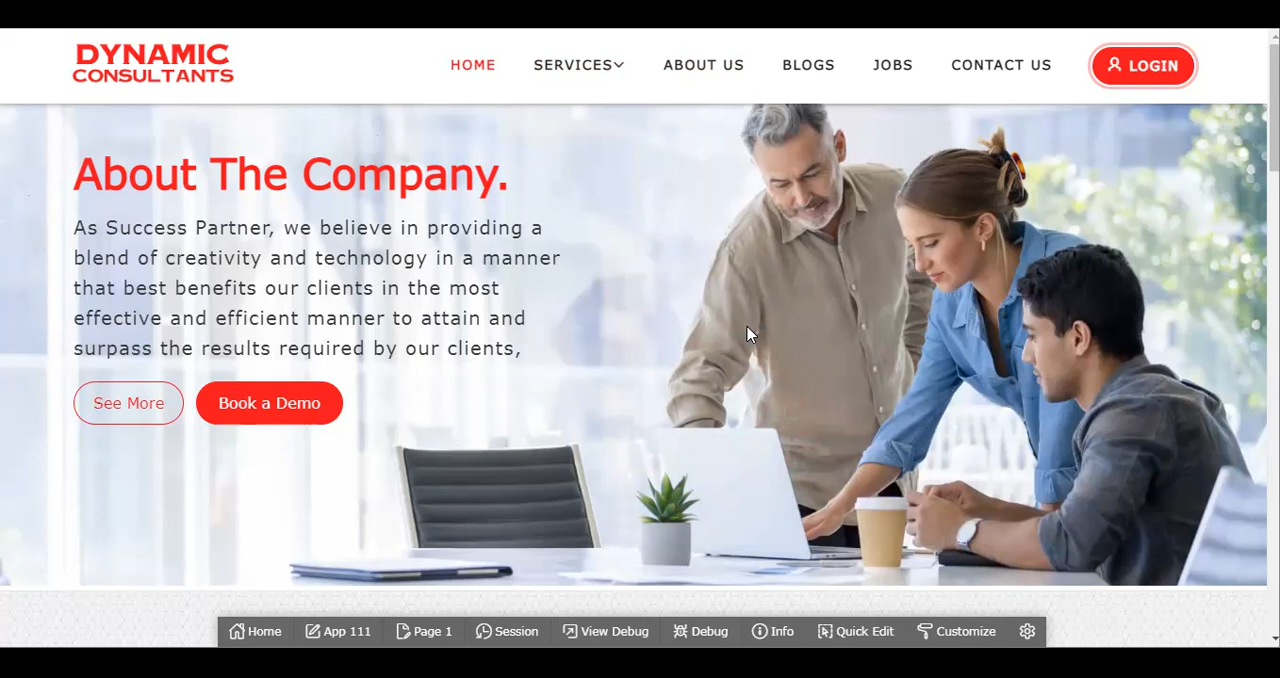 DYNAMIC
CONSULTANTS
HOME SERVICES ABOUT US BLOGS JOBS CONTACT US LOGIN
About The Company.
As Success Partner, we believe in providing a
blend of creativity and technology in a manner
that best benefits our clients in the most
effective and efficient manner to attain and
surpass the results required by our clients,
See More Book a Demo
Home App 111 Page 1 Session View Debug Debug Info Quick Edit Customize